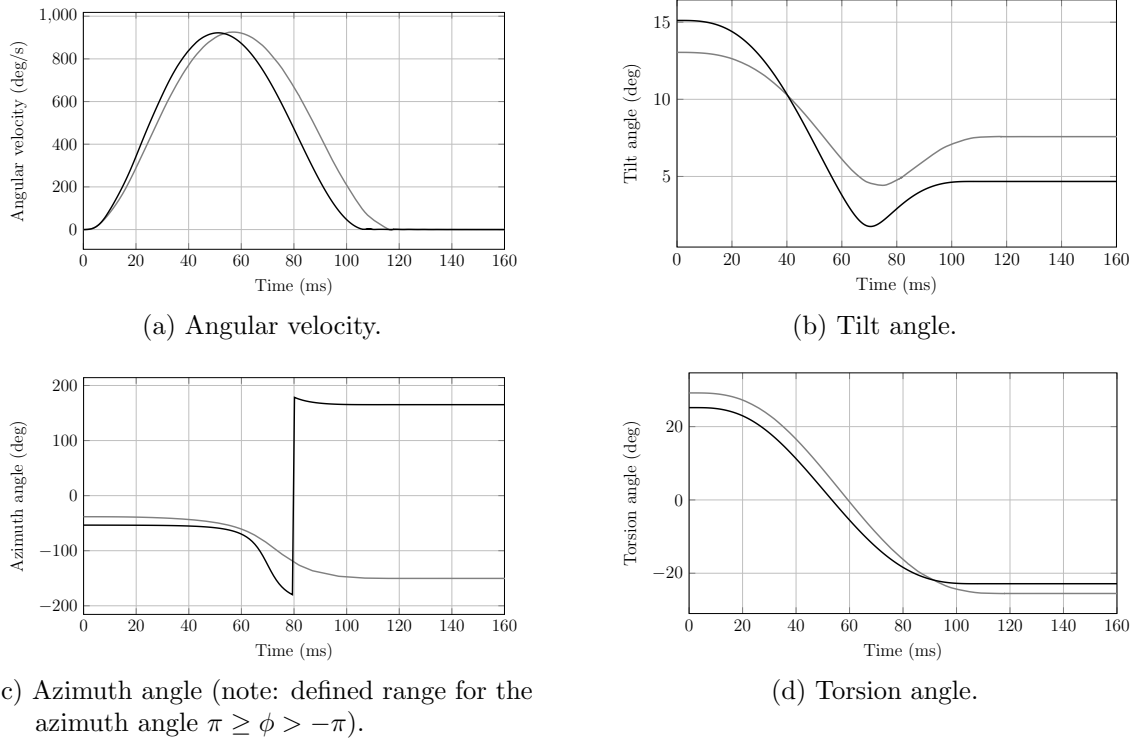 1,000
800
600
400
200
0
Angular velocity (deg/s)
0 20 40 60 80 100 120 140 160
Time (ms)
(a) Angular velocity.
15
10
5
Tilt angle (deg)
0 20 40 60 80 100 120 140 160
Time (ms)
(b) Tilt angle.
200
100
0
−100
−200
Azimuth angle (deg)
0 20 40 60 80 100 120 140 160
Time (ms)
c) Azimuth angle (note: defined range for the
azimuth angle π ≥ ϕ > −π).
20
0
−20
Torsion angle (deg)
0 20 40 60 80 100 120 140 160
Time (ms)
(d) Torsion angle.